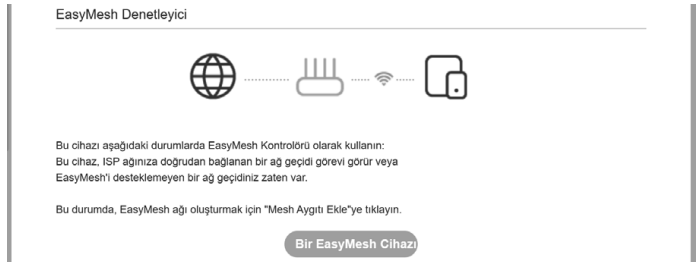 EasyMesh Denetleyici
Bu cihazı aşağıdaki durumlarda EasyMesh Kontrolörü olarak kullanın:
Bu cihaz, ISP ağınıza doğrudan bağlanan bir ağ geçidi görevi görür veya
EasyMesh'i desteklemeyen bir ağ geçidiniz zaten var.
Bu durumda, EasyMesh ağı oluşturmak için "Mesh Aygıtı Ekle"ye tıklayın.
Bir EasyMesh Cihazı